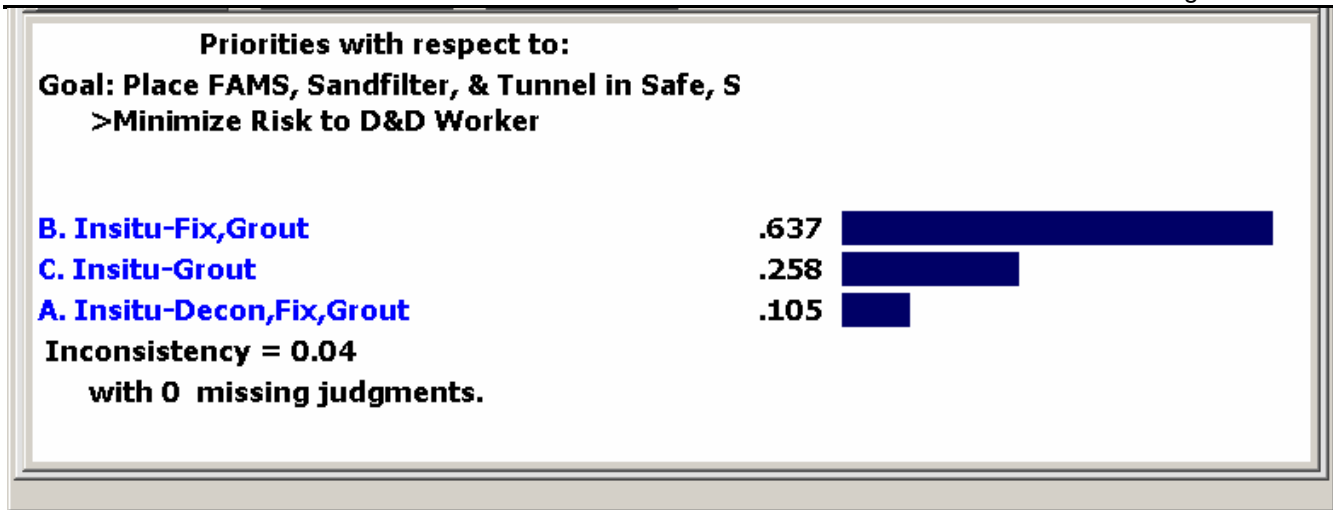 Priorities with respect to:
Goal: Place FAMS, Sandfilter, & Tunnel in Safe, S
>Minimize Risk to D&D Worker
B. Insitu-Fix,Grout .637
C. Insitu-Grout .258
A. Insitu-Decon,Fix,Grout .105
Inconsistency = 0.04
with 0 missing judgments.